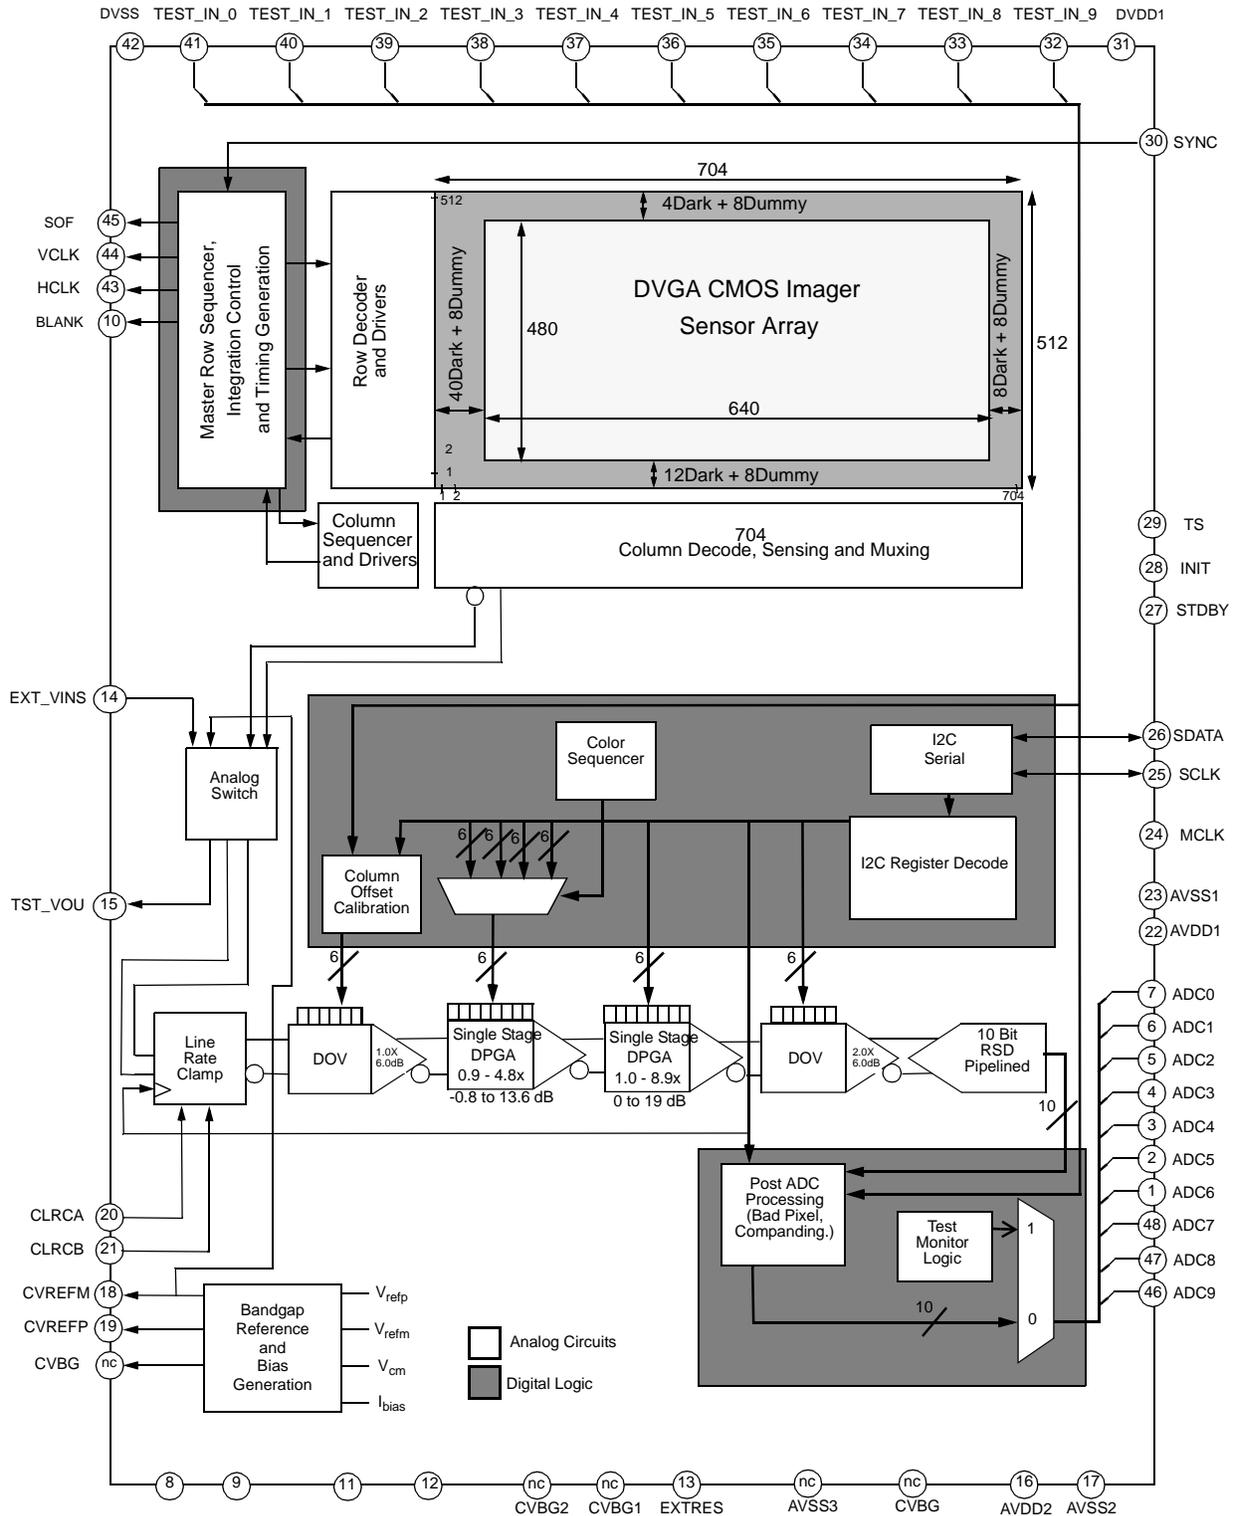 DVSS TEST_IN_0 TEST_IN_1 TEST_IN_2 TEST_IN_3 TEST_IN_4 TEST_IN_5 TEST_IN_6 TEST_IN_7 TEST_IN_8 TEST_IN_9 DVDD1
42 41 40 39 38 37 36 35 34 33 32 31
30 SYNC
704
512
4Dark + 8Dummy
SOF 45
VCLK 44
HCLK 43
BLANK 10
Master Row Sequencer,
Integration Control
and Timing Generation
Row Decoder
and Drivers
40Dark + 8Dummy
DVGA CMOS Imager
Sensor Array
480
640
8Dark + 8Dummy
512
2
1
12Dark + 8Dummy
1 2 704
Column
Sequencer
and Drivers
704
Column Decode, Sensing and Muxing
29 TS
28 INIT
27 STDBY
EXT_VINS 14
Analog
Switch
Color
Sequencer
I2C
Serial
26 SDATA
25 SCLK
24 MCLK
6 6 6 6
I2C Register Decode
Column
Offset
Calibration
TST_VOU 15
23 AVSS1
22 AVDD1
6 6 6 6
Line
Rate
Clamp
DOV
1.0X
6.0dB
Single Stage
DPGA
0.9 - 4.8x
-0.8 to 13.6 dB
Single Stage
DPGA
1.0 - 8.9x
0 to 19 dB
DOV
2.0X
6.0dB
10 Bit
RSD
Pipelined
10
7 ADC0
6 ADC1
5 ADC2
4 ADC3
3 ADC4
2 ADC5
1 ADC6
48 ADC7
47 ADC8
46 ADC9
Post ADC
Processing
(Bad Pixel,
Companding.)
Test
Monitor
Logic
1
10
0
CLRCA 20
CLRCB 21
CVREFM 18
CVREFP 19
CVBG nc
Bandgap
Reference
and
Bias
Generation
Vrefp
Vrefm
Vcm
Ibias
Analog Circuits
Digital Logic
8 9 11 12 nc nc 13 nc nc 16 17
CVBG2 CVBG1 EXTRES AVSS3 CVBG AVDD2 AVSS2